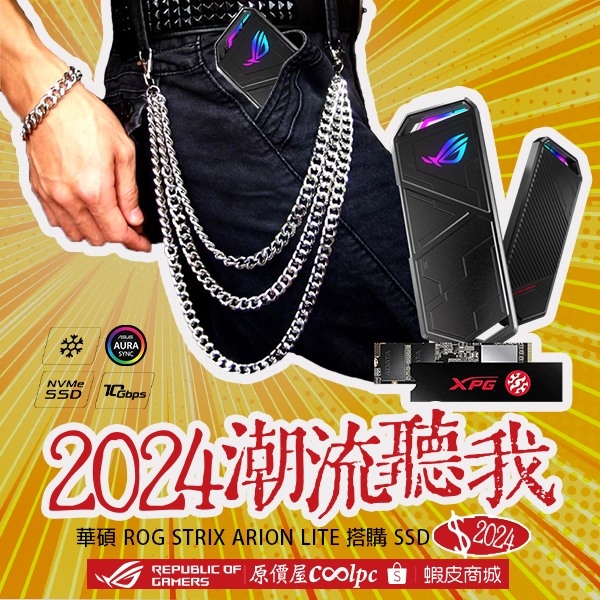 ASUS
AURA
SYNC
NVMe
SSD
10Gbps
ADATA
XPG
2024潮流聽我
華碩 ROG STRIX ARION LITE 搭購 SSD $2024
REPUBLIC OF
GAMERS
原價屋coolpc
S
蝦皮商城